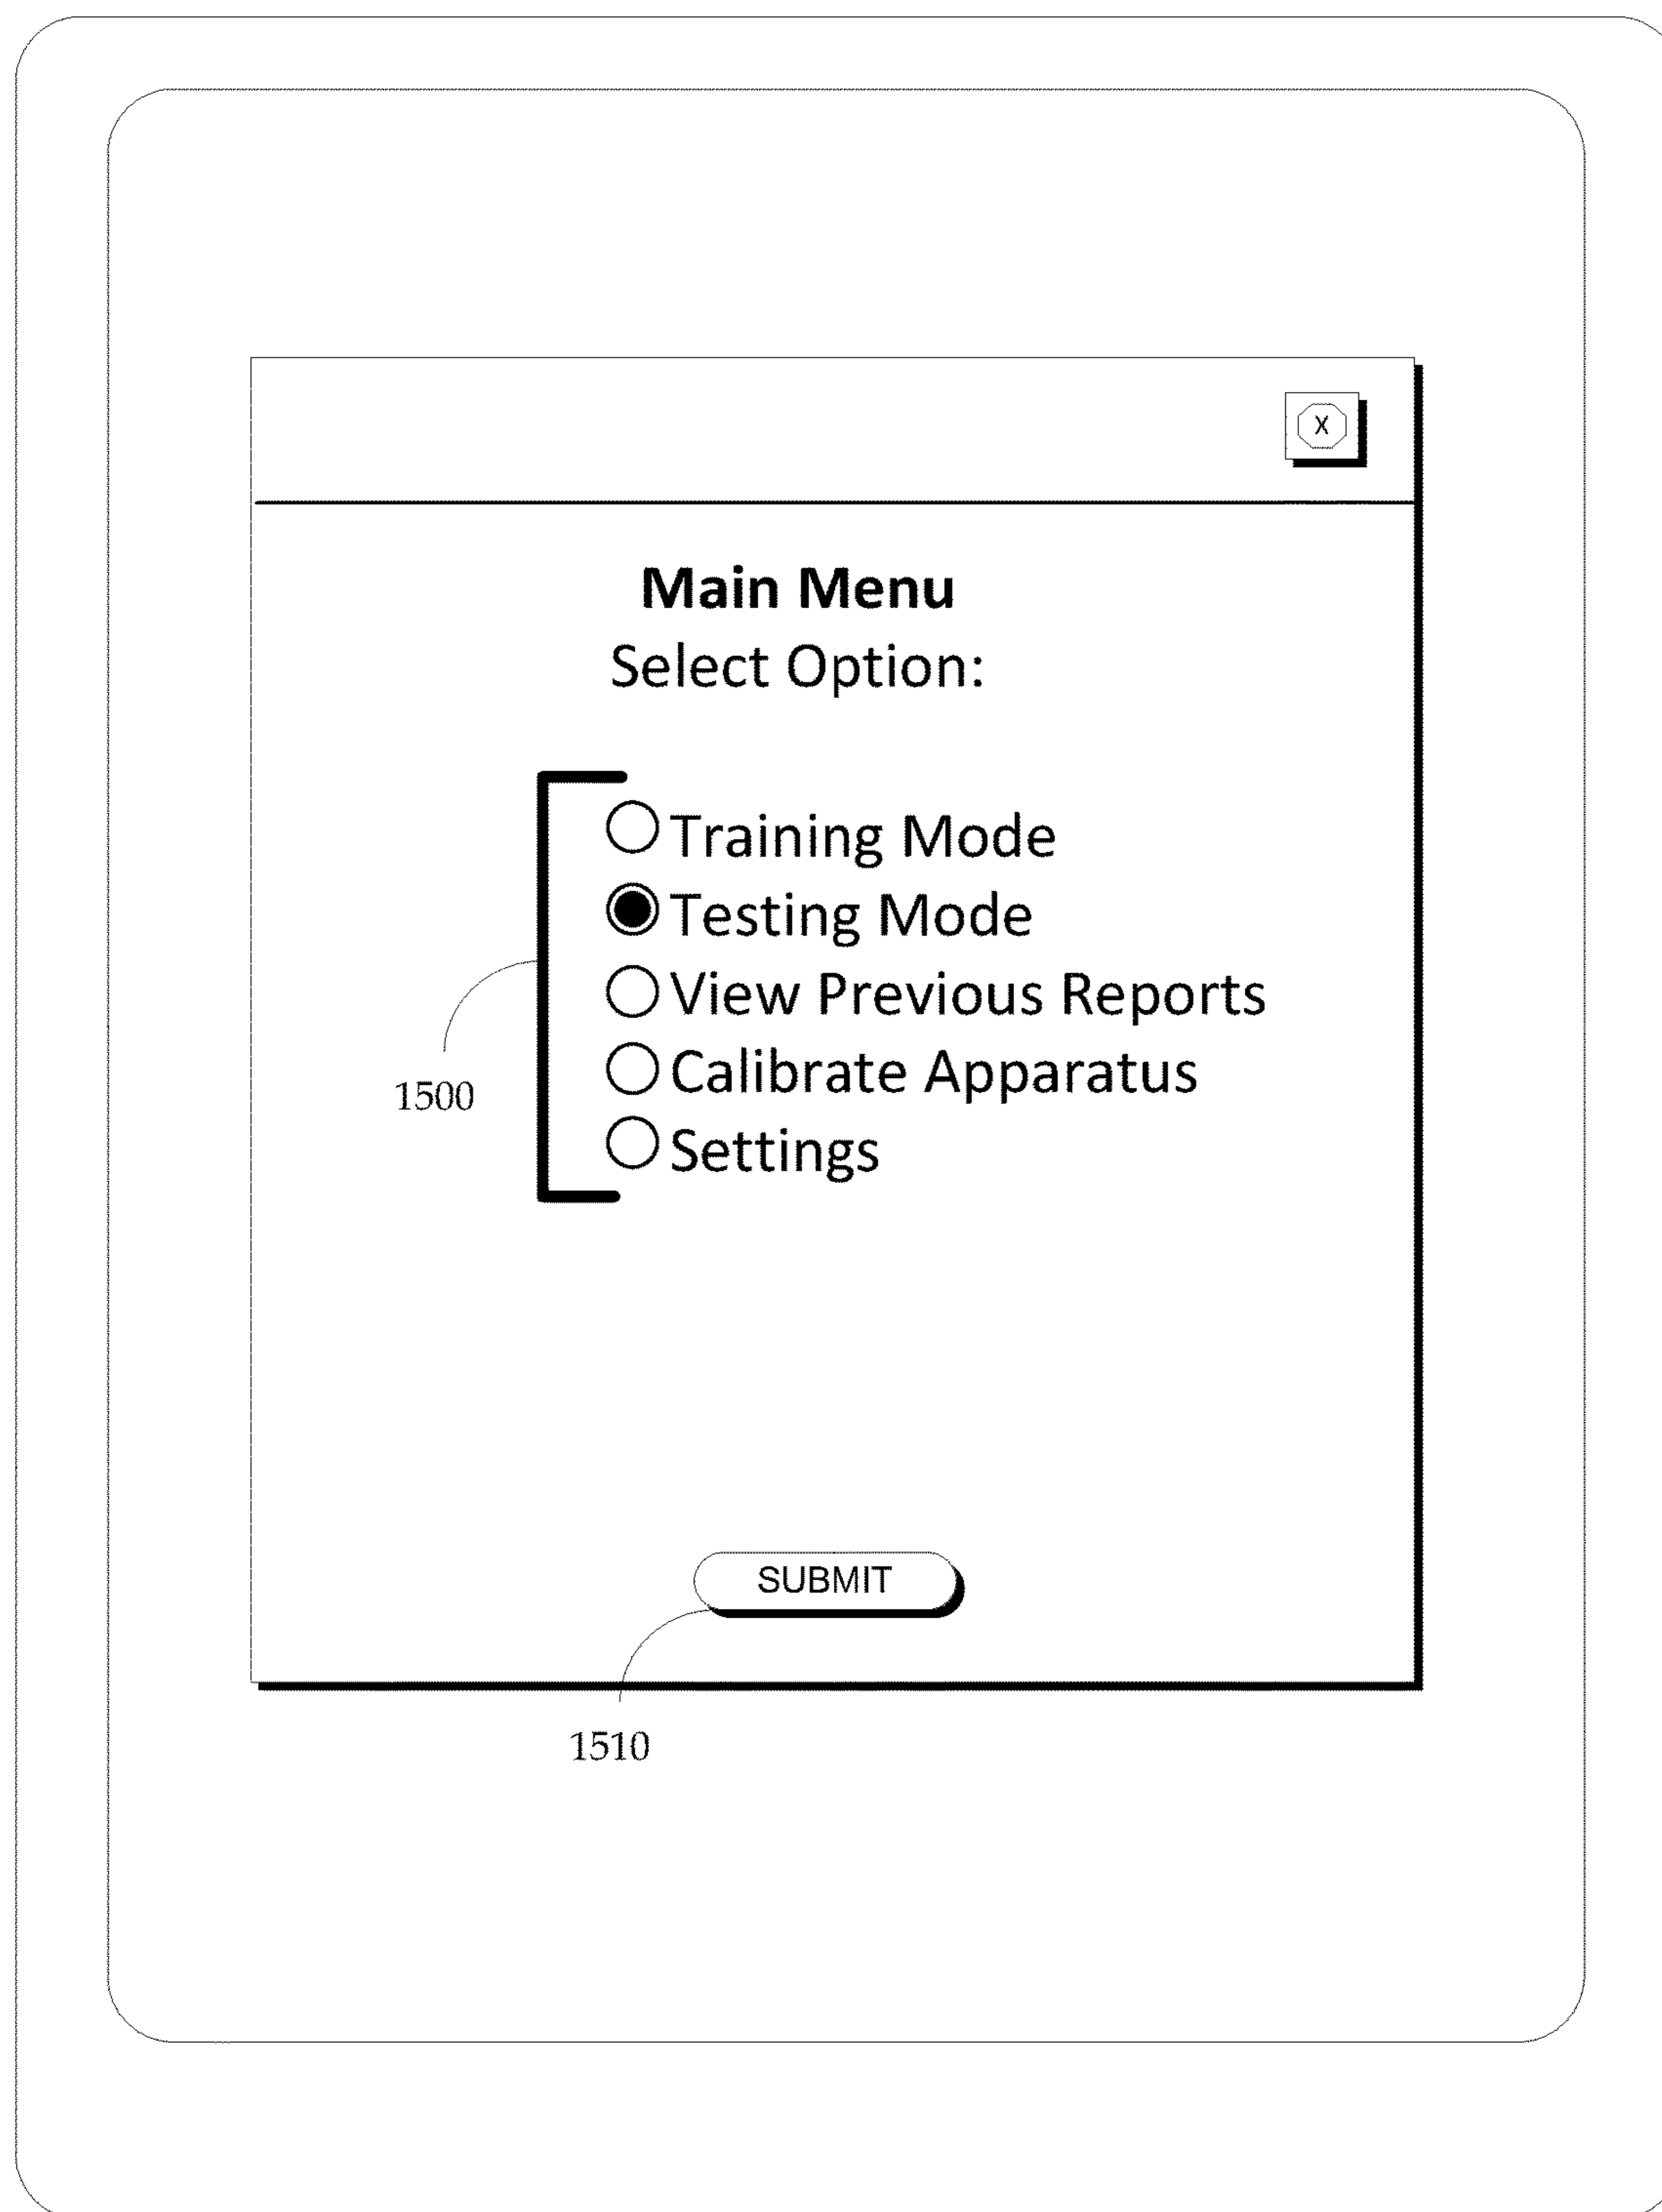 X
Main Menu
Select Option:
Training Mode
Testing Mode
View Previous Reports
Calibrate Apparatus
Settings
1500
SUBMIT
1510